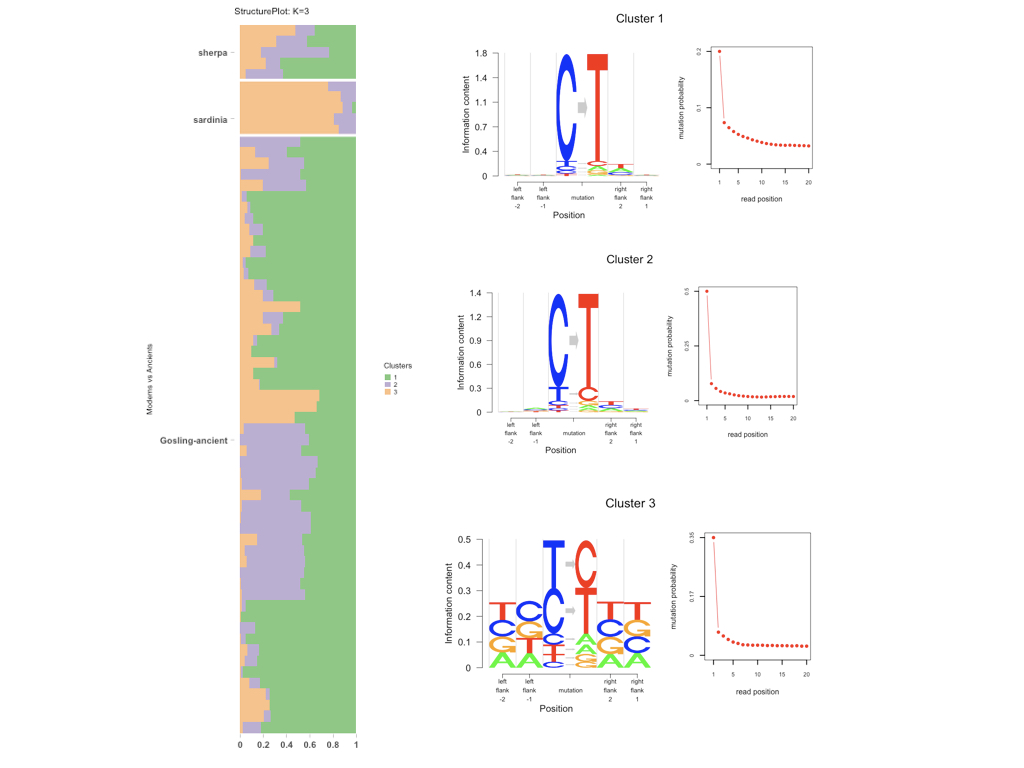 StructurePlot: K=3
sherpa
sardinia
Gosling-ancient
Moderns vs Ancients
0 0.2 0.4 0.6 0.8 1
Clusters
1
2
3
Cluster 1
Information content
1.8
1.4
1.1
0.7
0.4
0
C T
left flank -2
left flank -1
mutation
right flank 2
right flank 1
Position
mutation probability
0.2
0.1
0
1 5 10 15 20
read position
Cluster 2
Information content
1.4
1.2
0.9
0.6
0.3
0
C T
C
left flank -2
left flank -1
mutation
right flank 2
right flank 1
Position
mutation probability
0.5
0.25
0
1 5 10 15 20
read position
Cluster 3
Information content
0.5
0.4
0.3
0.2
0.1
0
T C
C T
T C G A
C G T A
T C G A
T G C A
left flank -2
left flank -1
mutation
right flank 2
right flank 1
Position
mutation probability
0.35
0.17
0
1 5 10 15 20
read position